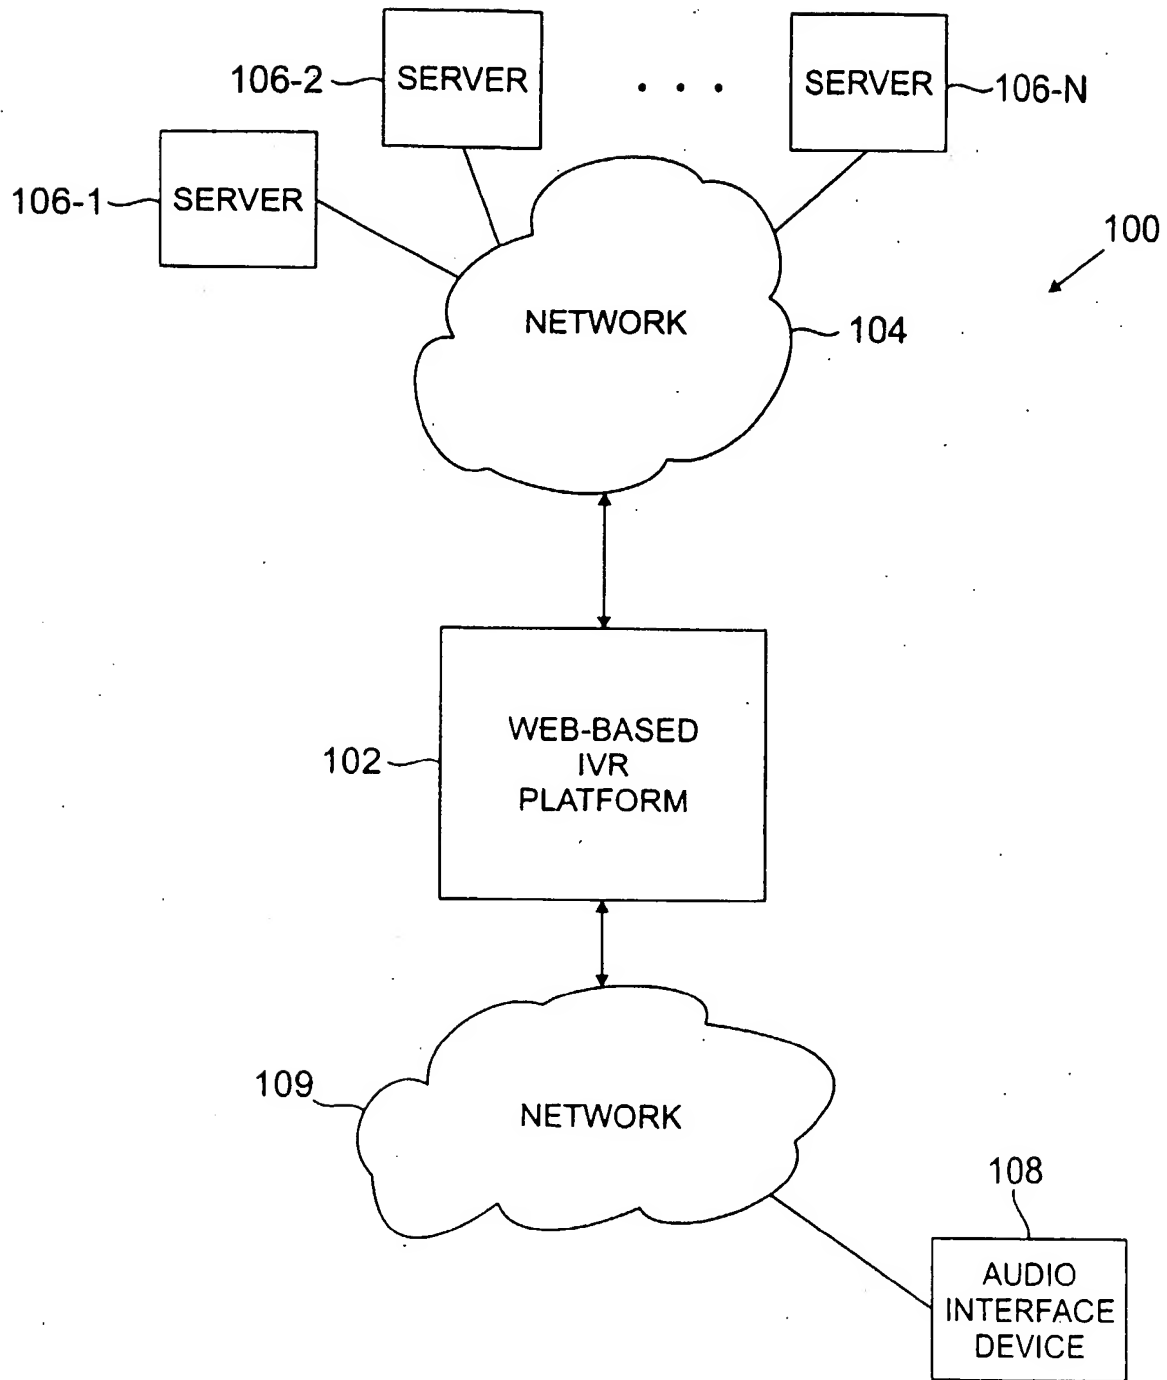 106-2
SERVER
. . .
SERVER
106-N
106-1
SERVER
100
NETWORK
104
102
WEB-BASED
IVR
PLATFORM
109
NETWORK
108
AUDIO
INTERFACE
DEVICE